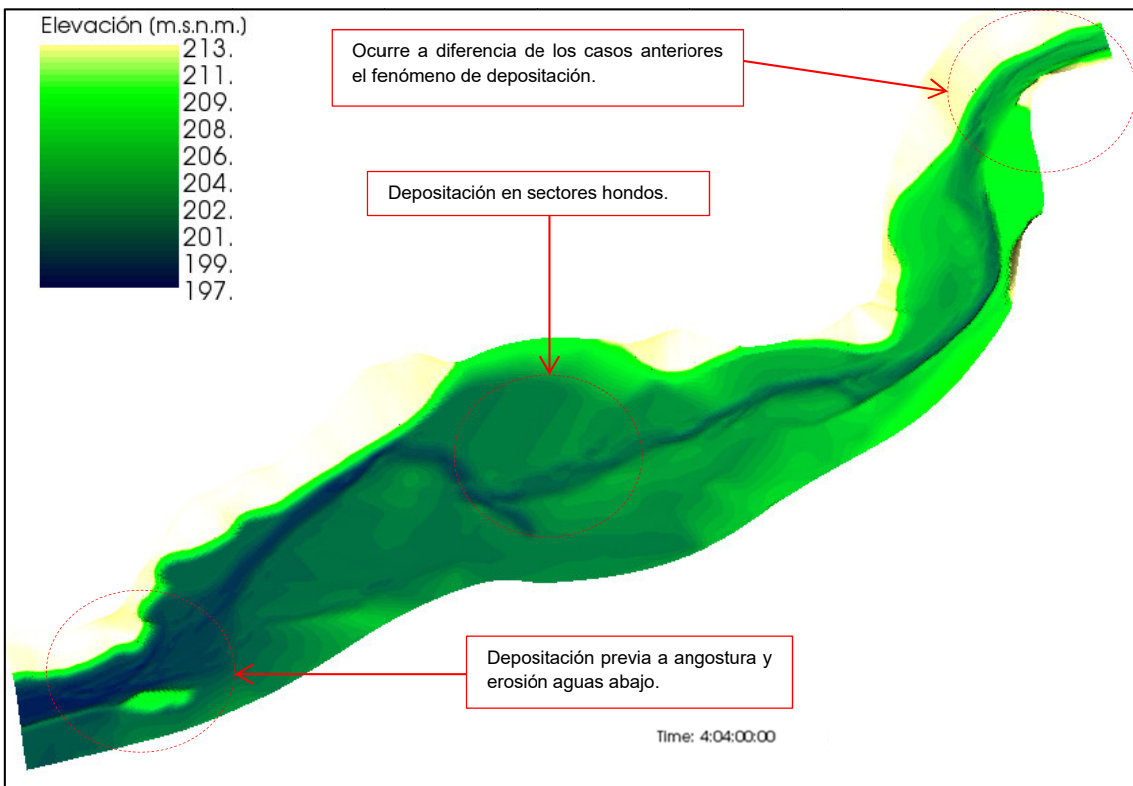 Elevación (m.s.n.m.)
213.
211.
209.
208.
206.
204.
202.
201.
199.
197.
Ocurre a diferencia de los casos anteriores
el fenómeno de depositación.
Depositación en sectores hondos.
Depositación previa a angostura y
erosión aguas abajo.
Time: 4:04:00:00